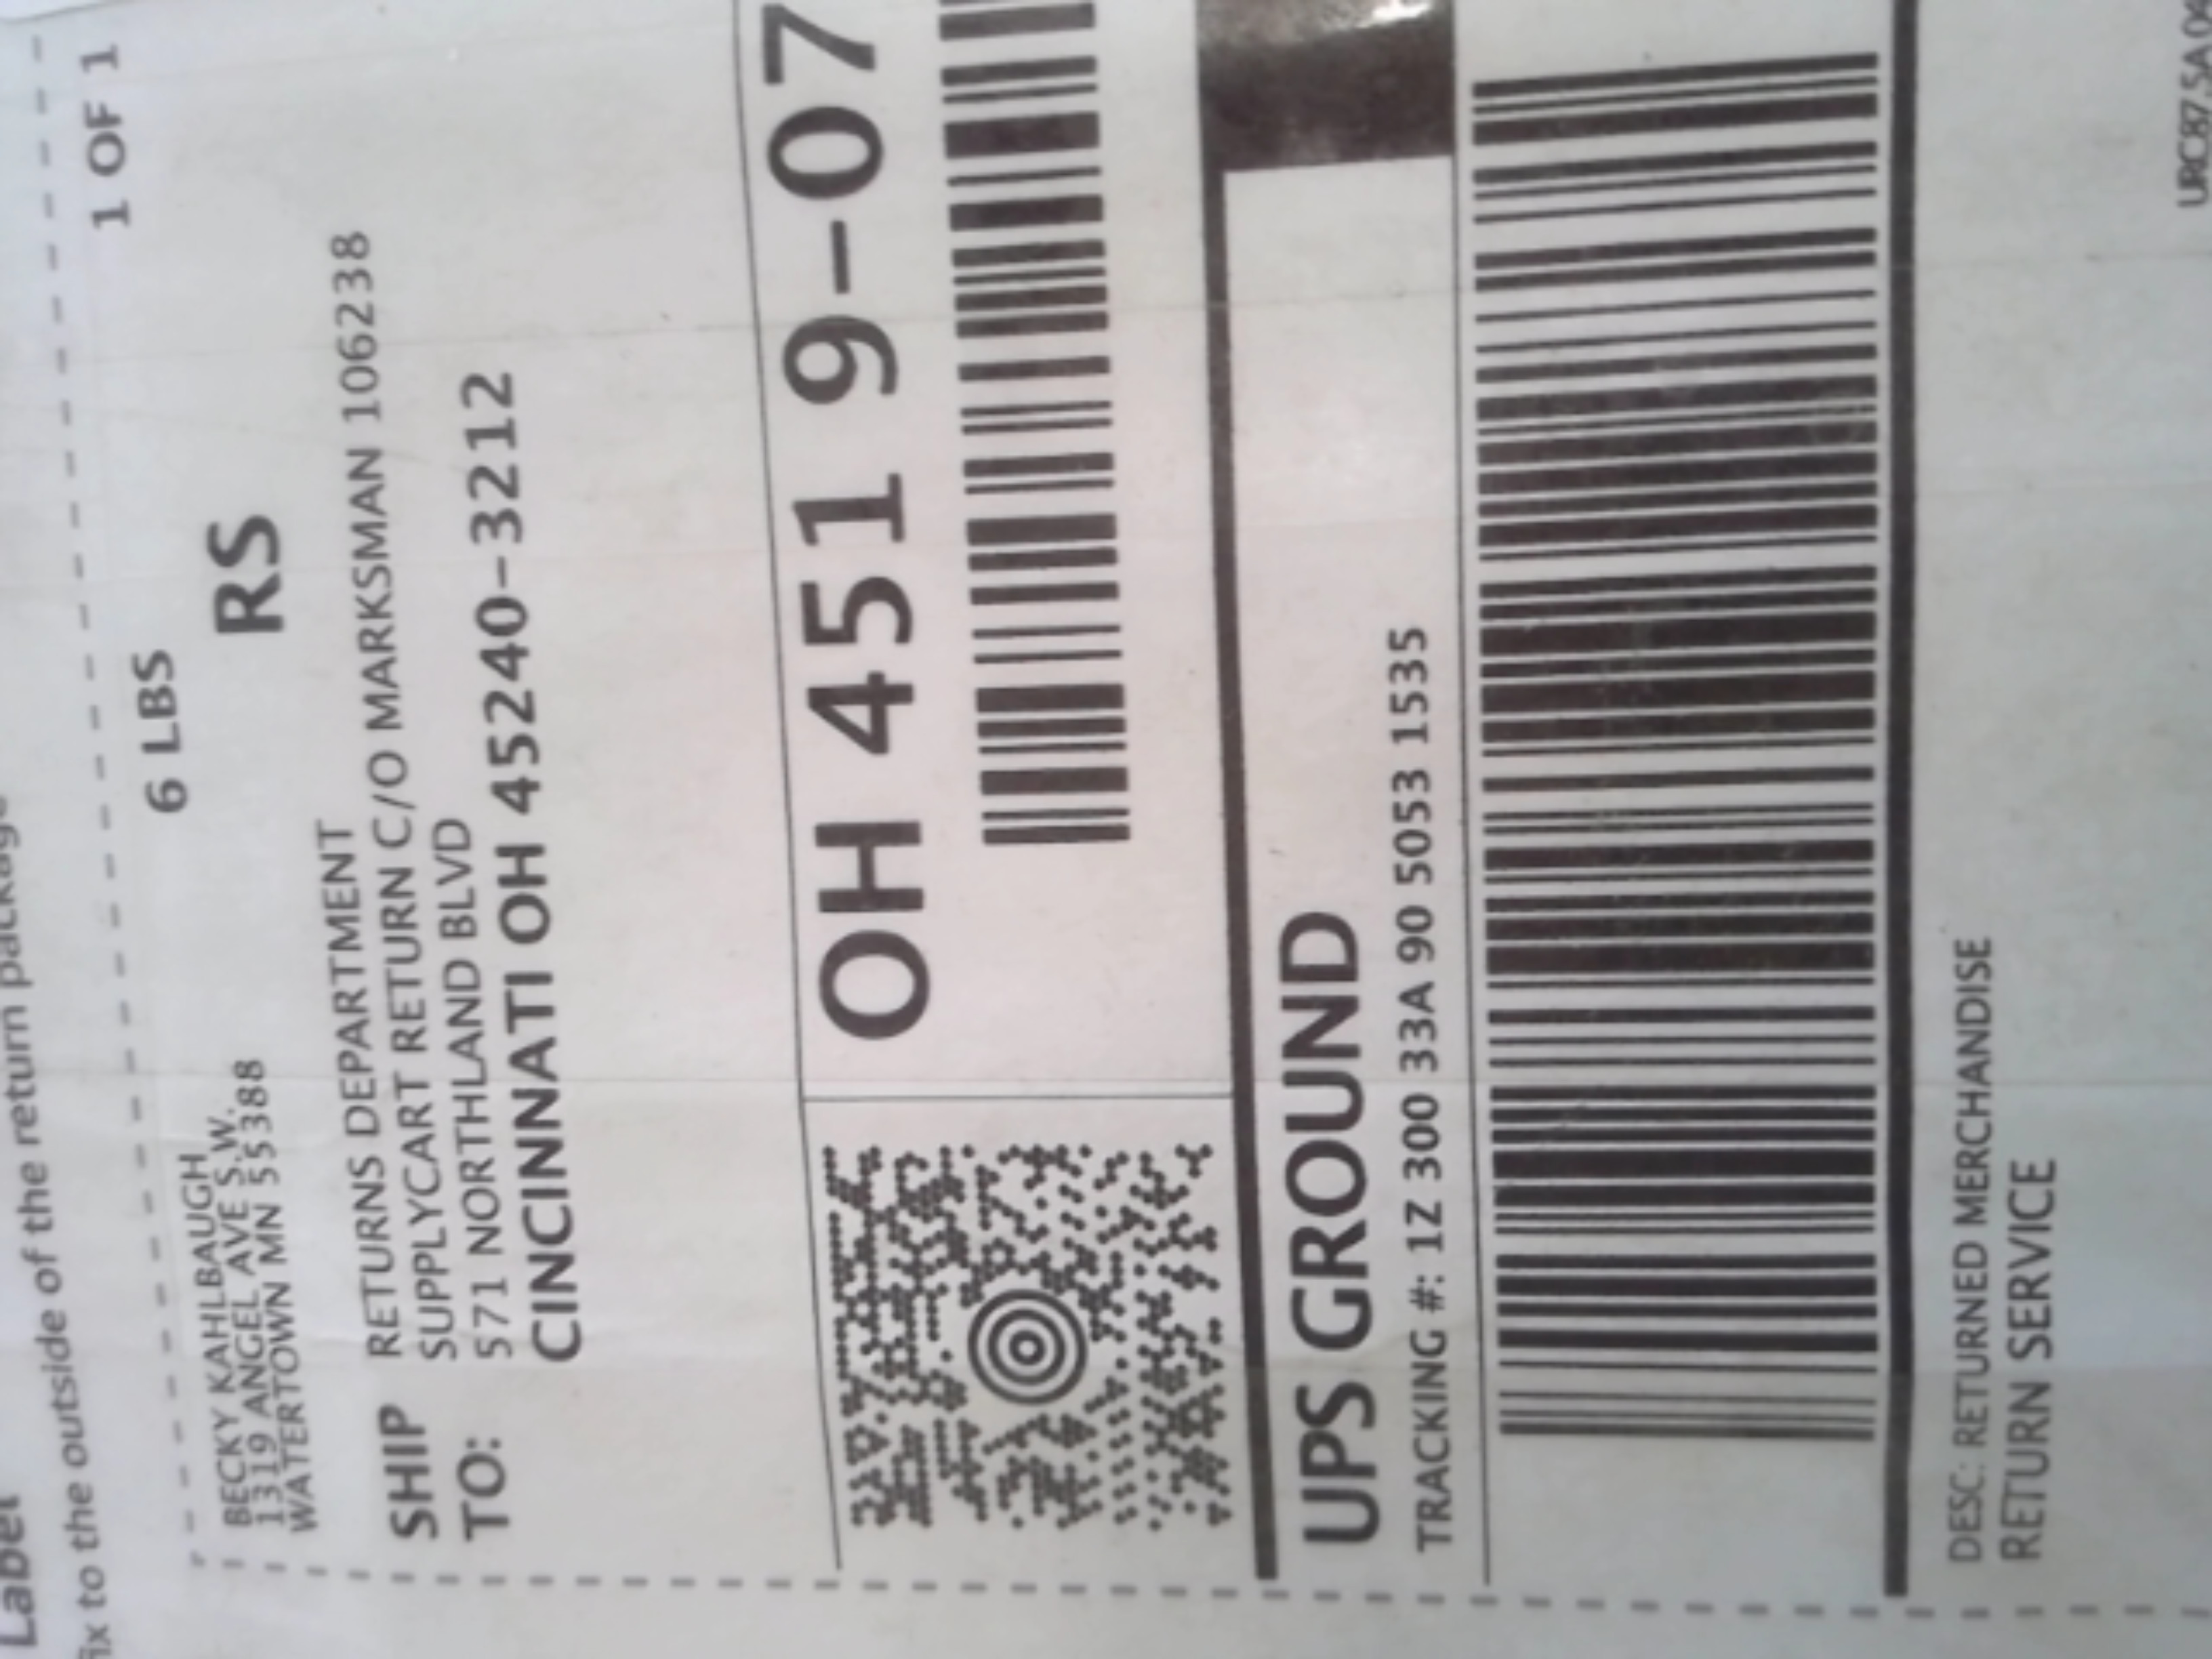 Label
fix to the outside of the return package
6 LBS
1 OF 1
BECKY KAHLBAUGH
1319 ANGEL AVE S.W.
WATERTOWN MN 55388
RS
SHIP
TO:
RETURNS DEPARTMENT
SUPPLYCART RETURN C/O MARKSMAN 106238
571 NORTHLAND BLVD
CINCINNATI OH 45240-3212
OH 451 9-07
UPS GROUND
TRACKING #: 1Z 300 33A 90 5053 1535
DESC: RETURNED MERCHANDISE
RETURN SERVICE